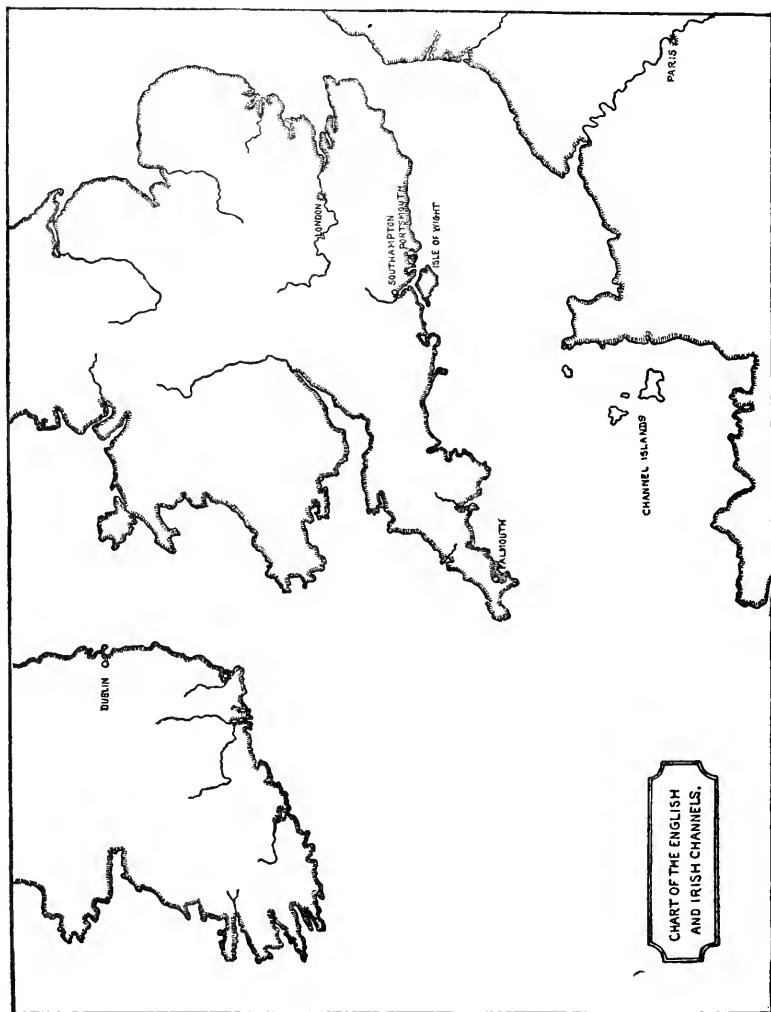 DUBLIN
LONDON
SOUTHAMPTON
PORTSMOUTH
ISLE OF WIGHT
FALMOUTH
CHANNEL ISLANDS
PARIS
CHART OF THE ENGLISH
AND IRISH CHANNELS.